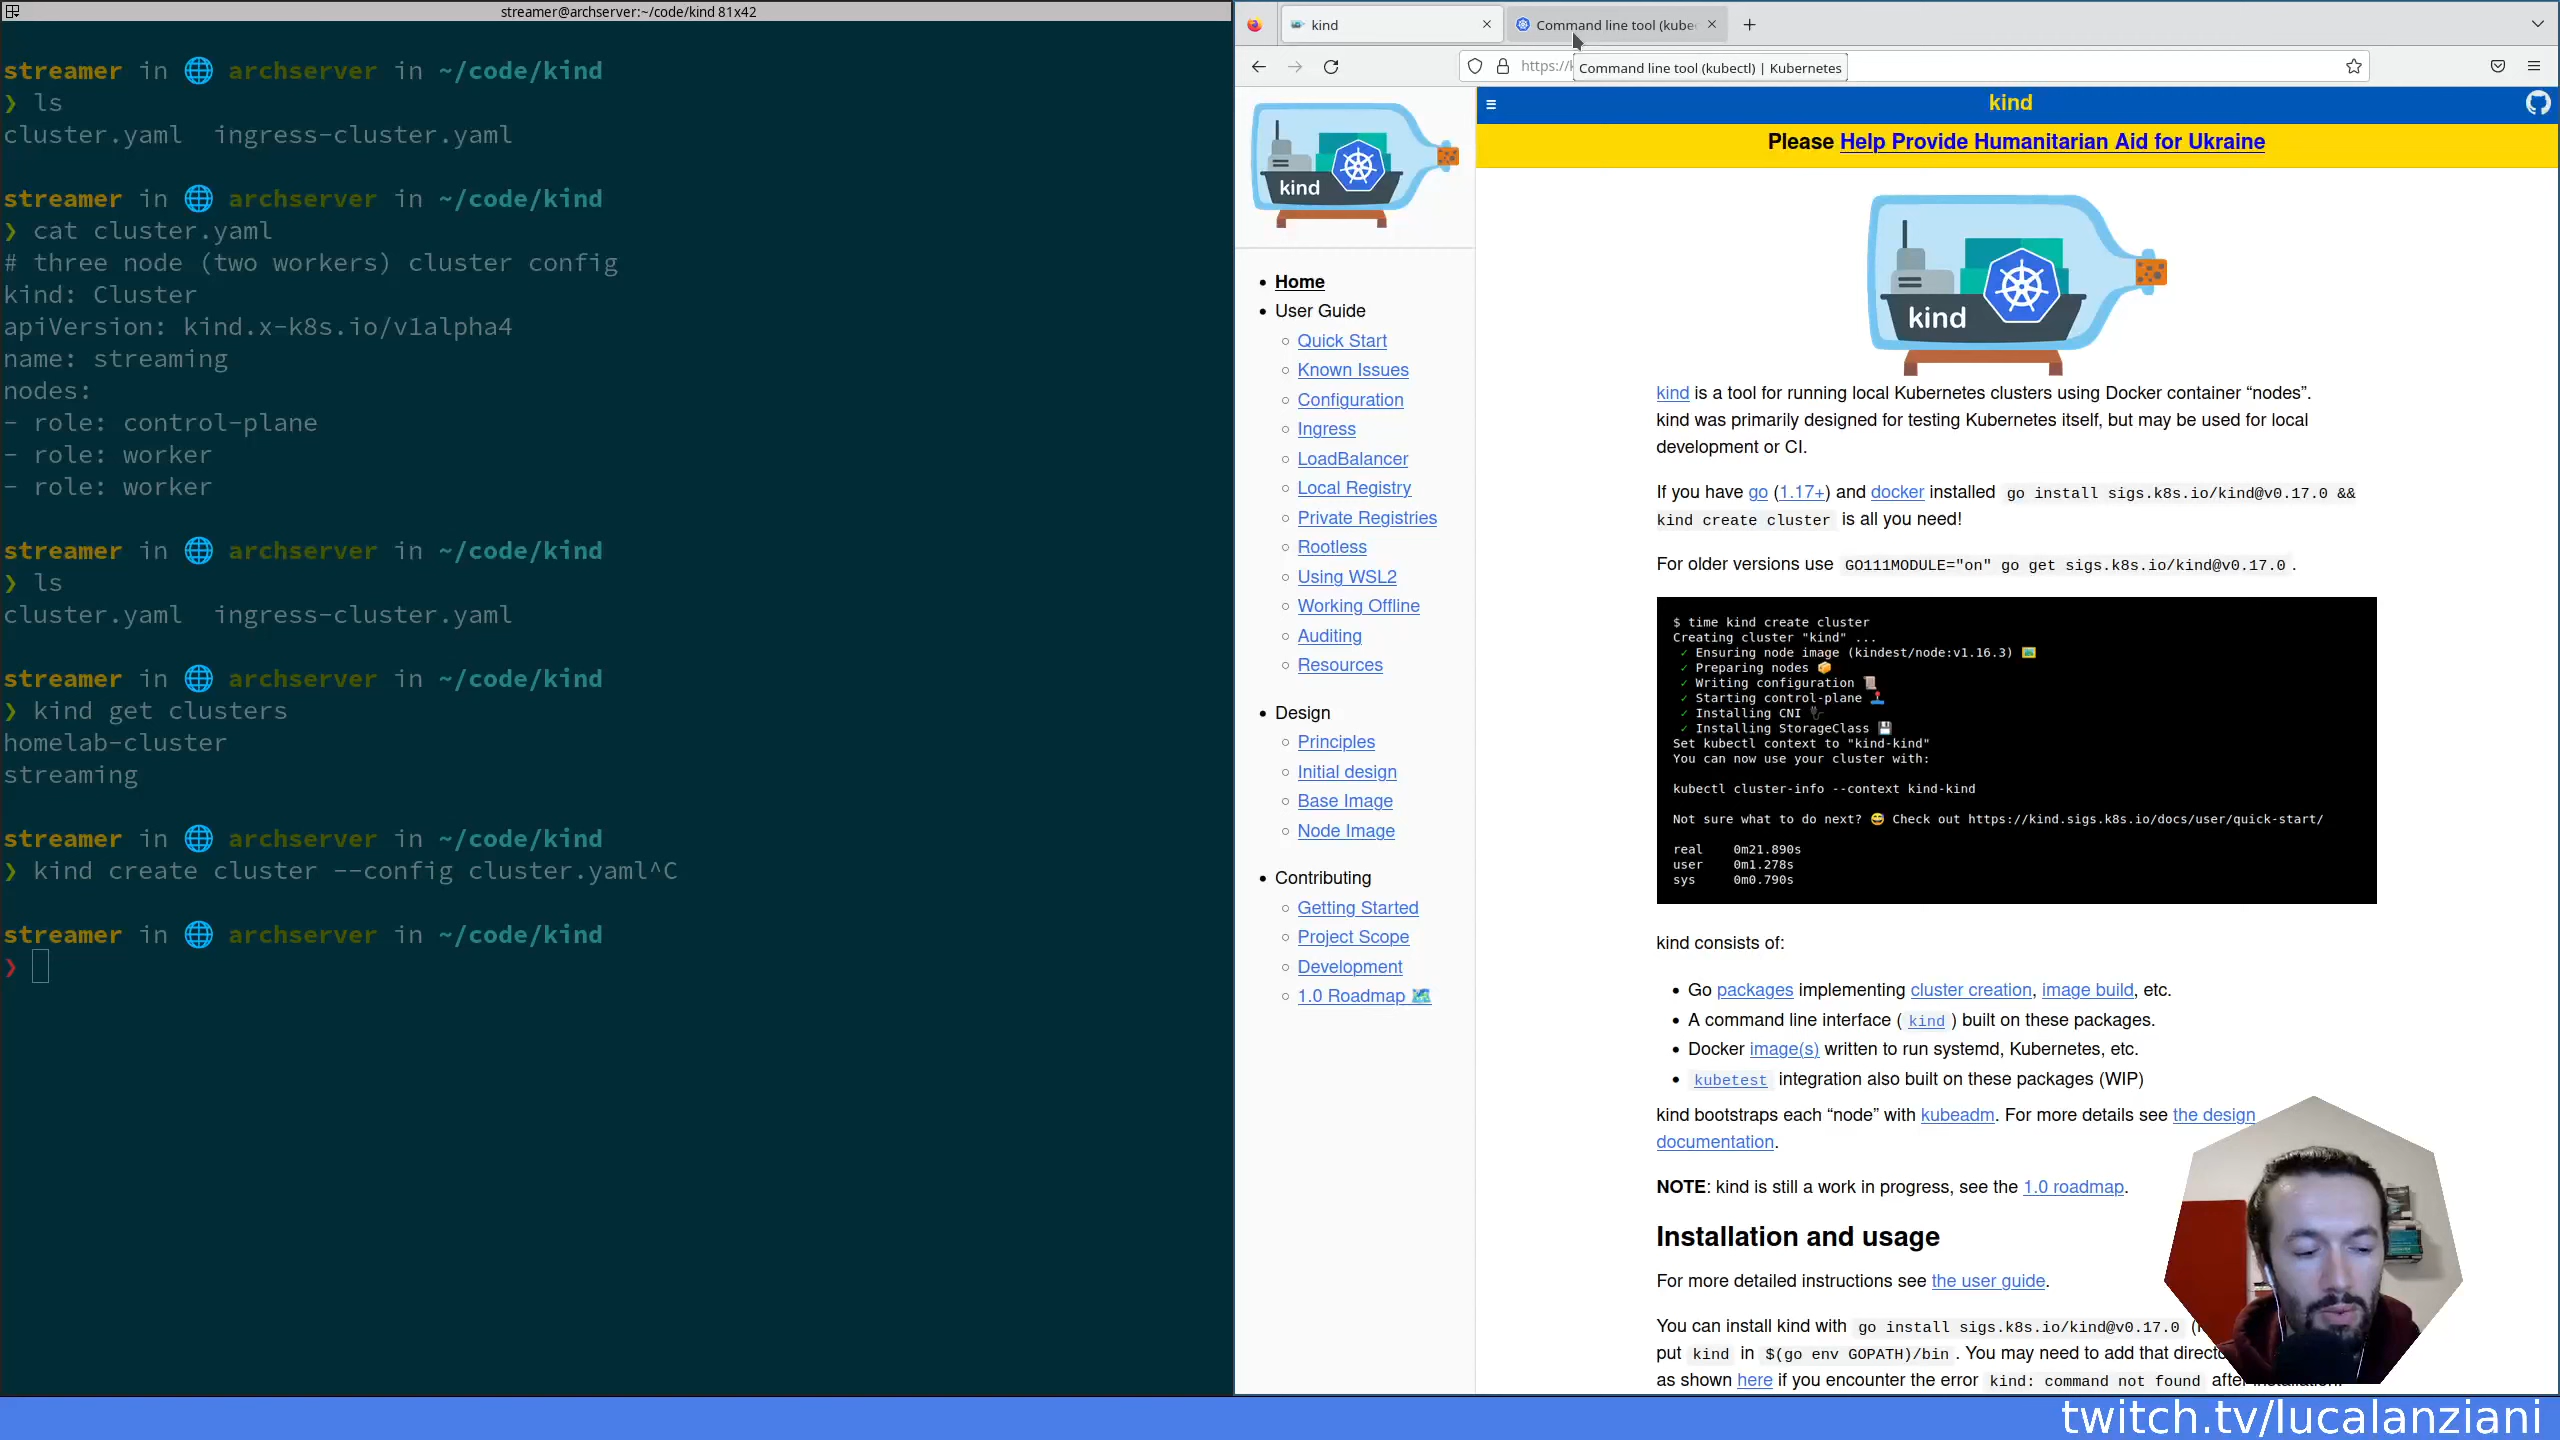 streamer@archserver:~/code/kind 81x42
streamer in archserver in ~/code/kind
❯ ls
cluster.yaml  ingress-cluster.yaml
streamer in archserver in ~/code/kind
❯ cat cluster.yaml
# three node (two workers) cluster config
kind: Cluster
apiVersion: kind.x-k8s.io/v1alpha4
name: streaming
nodes:
- role: control-plane
- role: worker
- role: worker
streamer in archserver in ~/code/kind
❯ ls
cluster.yaml  ingress-cluster.yaml
streamer in archserver in ~/code/kind
❯ kind get clusters
homelab-cluster
streaming
streamer in archserver in ~/code/kind
❯ kind create cluster --config cluster.yaml^C
streamer in archserver in ~/code/kind
❯
kind
Command line tool (kube
https://k
Command line tool (kubectl) | Kubernetes
kind
Home
User Guide
Quick Start
Known Issues
Configuration
Ingress
LoadBalancer
Local Registry
Private Registries
Rootless
Using WSL2
Working Offline
Auditing
Resources
Design
Principles
Initial design
Base Image
Node Image
Contributing
Getting Started
Project Scope
Development
1.0 Roadmap
kind
Please Help Provide Humanitarian Aid for Ukraine
kind
kind is a tool for running local Kubernetes clusters using Docker container “nodes”.
kind was primarily designed for testing Kubernetes itself, but may be used for local
development or CI.
If you have go (1.17+) and docker installed go install sigs.k8s.io/kind@v0.17.0 &&
kind create cluster is all you need!
For older versions use GO111MODULE="on" go get sigs.k8s.io/kind@v0.17.0 .
$ time kind create cluster
Creating cluster "kind" ...
✓ Ensuring node image (kindest/node:v1.16.3)
✓ Preparing nodes
✓ Writing configuration
✓ Starting control-plane
✓ Installing CNI
✓ Installing StorageClass
Set kubectl context to "kind-kind"
You can now use your cluster with:
kubectl cluster-info --context kind-kind
Not sure what to do next? 😅 Check out https://kind.sigs.k8s.io/docs/user/quick-start/
real 0m21.890s
user 0m1.278s
sys 0m0.790s
kind consists of:
Go packages implementing cluster creation, image build, etc.
A command line interface ( kind ) built on these packages.
Docker image(s) written to run systemd, Kubernetes, etc.
kubetest integration also built on these packages (WIP)
kind bootstraps each “node” with kubeadm. For more details see the design
documentation.
NOTE: kind is still a work in progress, see the 1.0 roadmap.
Installation and usage
For more detailed instructions see the user guide.
You can install kind with go install sigs.k8s.io/kind@v0.17.0
put kind in $(go env GOPATH)/bin . You may need to add that
as shown here if you encounter the error kind: command not found
twitch.tv/lucalanziani